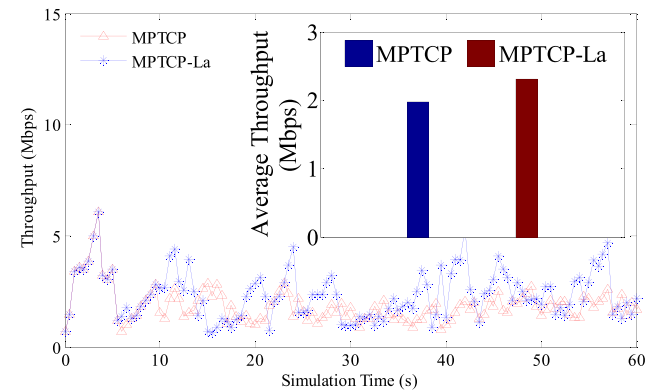 15
10
5
0
Throughput (Mbps)
MPTCP
MPTCP-La
0
10
20
30
40
50
60
Simulation Time (s)
3
2
1
0
Average Throughput
(Mbps)
MPTCP
MPTCP-La